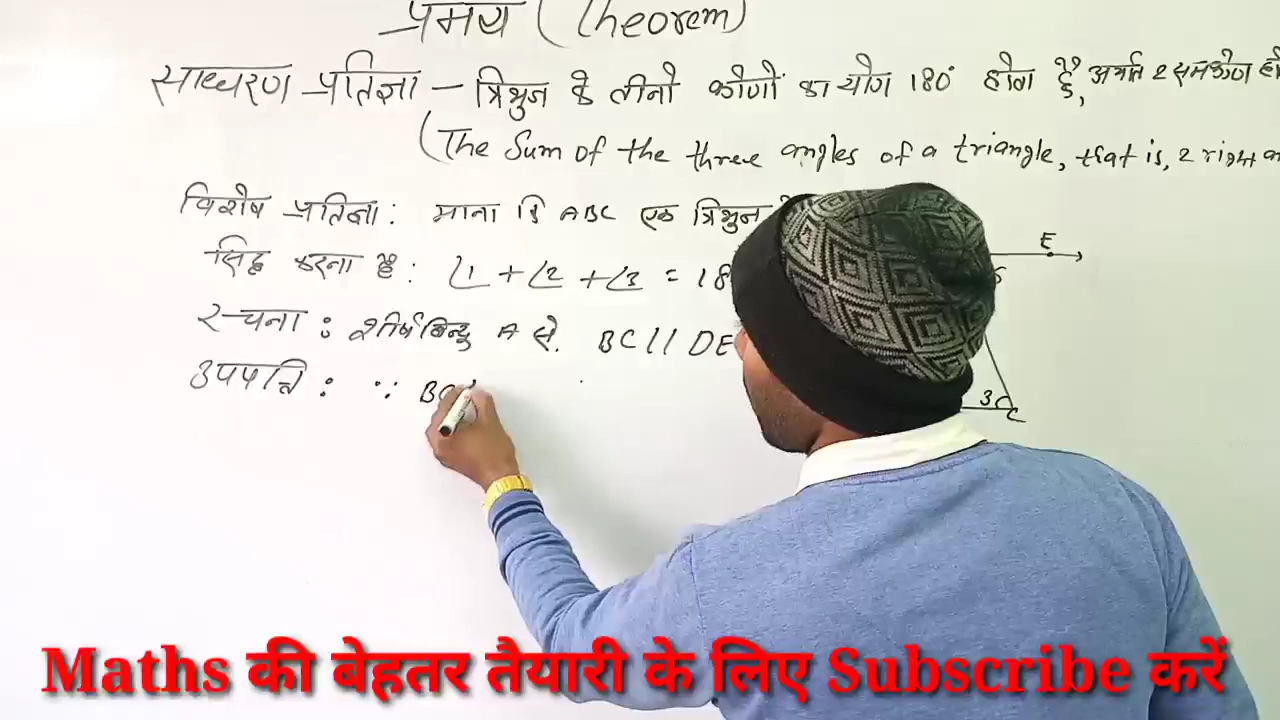 प्रमेय (Theorem)
साधारण प्रतिज्ञा - त्रिभुज के तीनो कोणों का योग 180° होता है, अर्थात 2 समकोण
(The Sum of the three angles of a triangle, that is, 2 right
विशेष प्रतिज्ञा : माना कि ABC एक त्रिभुज
सिद्ध करना है : ∠1 + ∠2 + ∠3 = 18
रचना : शीर्षबिन्दु A से BC // DE
उपपत्ति : ∵ BC
E
3 C
Maths की बेहतर तैयारी के लिए Subscribe करें